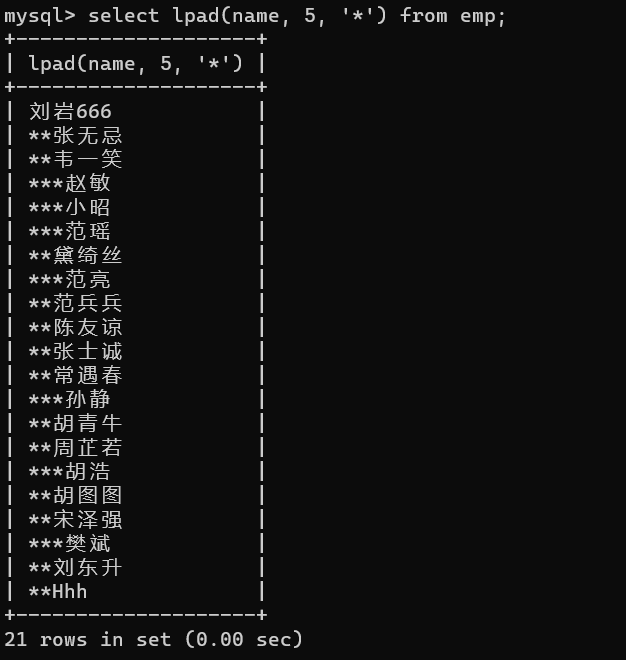 mysql> select lpad(name, 5, '*') from emp;
+--------------------+
| lpad(name, 5, '*') |
+--------------------+
| 刘岩666            |
| **张无忌           |
| **韦一笑           |
| ***赵敏            |
| ***小昭            |
| ***范瑶            |
| **黛绮丝           |
| ***范亮            |
| **范兵兵           |
| **陈友谅           |
| **张士诚           |
| **常遇春           |
| ***孙静            |
| **胡青牛           |
| **周芷若           |
| ***胡浩            |
| **胡图图           |
| **宋泽强           |
| ***樊斌            |
| **刘东升           |
| **Hhh              |
+--------------------+
21 rows in set (0.00 sec)